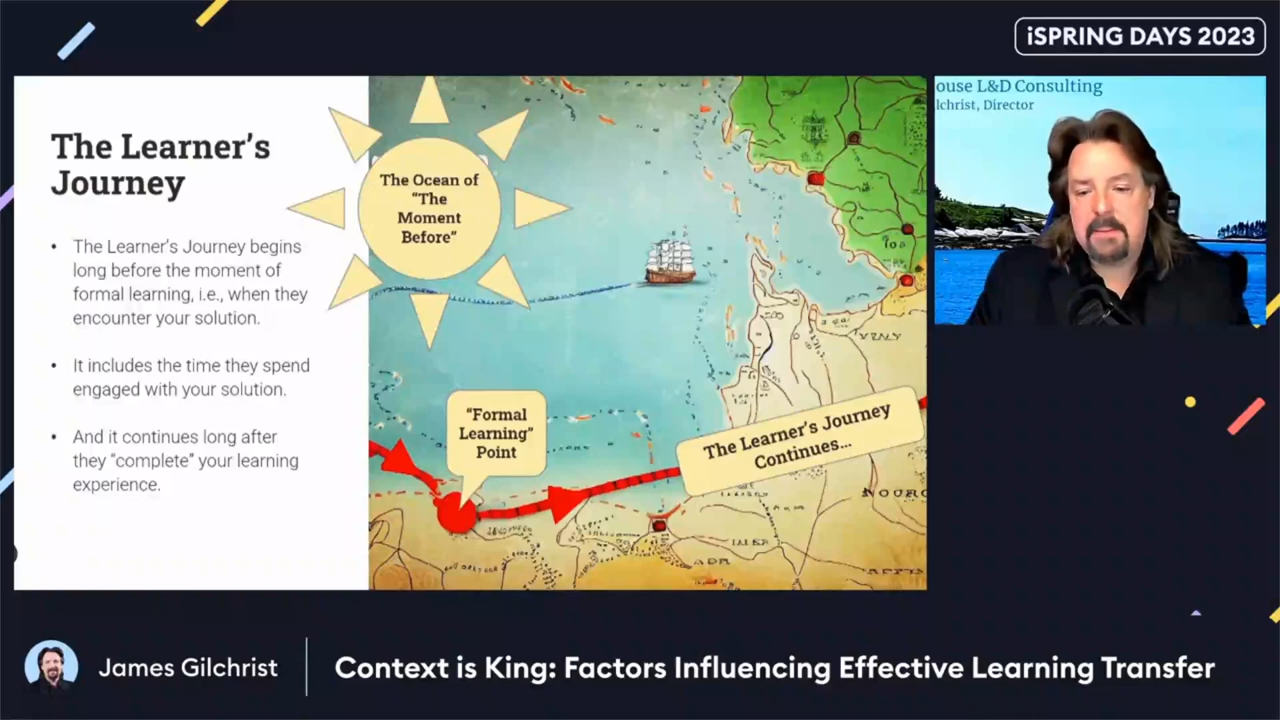 iSPRING DAYS 2023
The Learner's
Journey
• The Learner's Journey begins
long before the moment of
formal learning, i.e., when they
encounter your solution.
• It includes the time they spend
engaged with your solution.
• And it continues long after
they "complete" your learning
experience.
The Ocean of
"The
Moment
Before"
"Formal
Learning"
Point
The Learner's Journey
Continues...
ouse L&D Consulting
lchrist, Director
James Gilchrist
Context is King: Factors Influencing Effective Learning Transfer